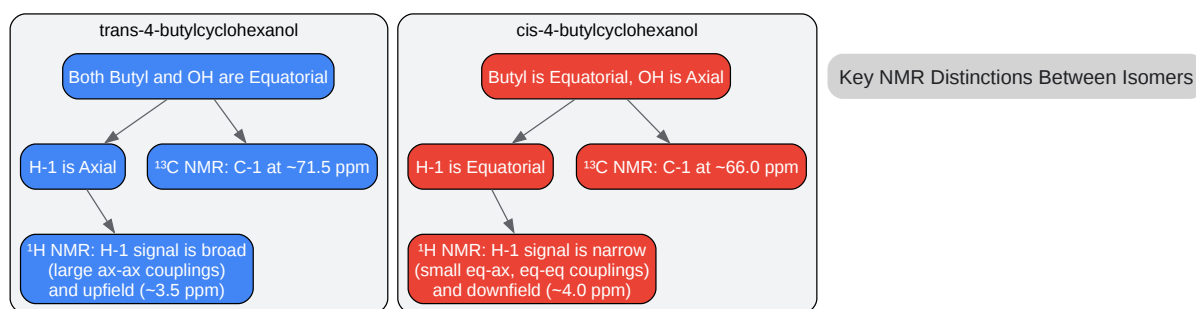 trans-4-butylcyclohexanol
Both Butyl and OH are Equatorial
H-1 is Axial
¹³C NMR: C-1 at ~71.5 ppm
¹H NMR: H-1 signal is broad
(large ax-ax couplings)
and upfield (~3.5 ppm)
cis-4-butylcyclohexanol
Butyl is Equatorial, OH is Axial
H-1 is Equatorial
¹³C NMR: C-1 at ~66.0 ppm
¹H NMR: H-1 signal is narrow
(small eq-ax, eq-eq couplings)
and downfield (~4.0 ppm)
Key NMR Distinctions Between Isomers